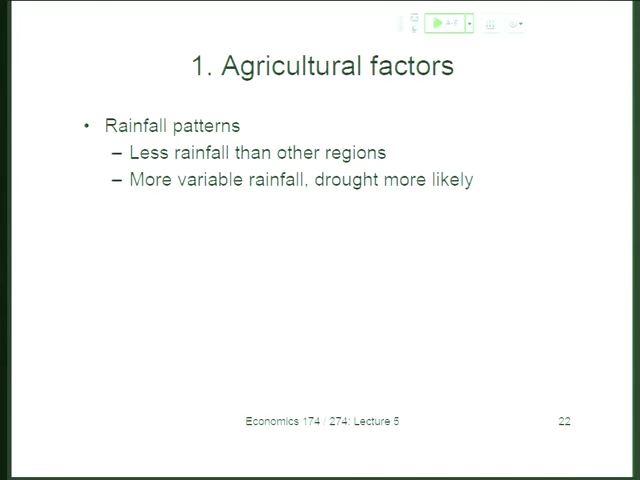 1. Agricultural factors
• Rainfall patterns
– Less rainfall than other regions
– More variable rainfall, drought more likely
Economics 174 / 274: Lecture 5
22